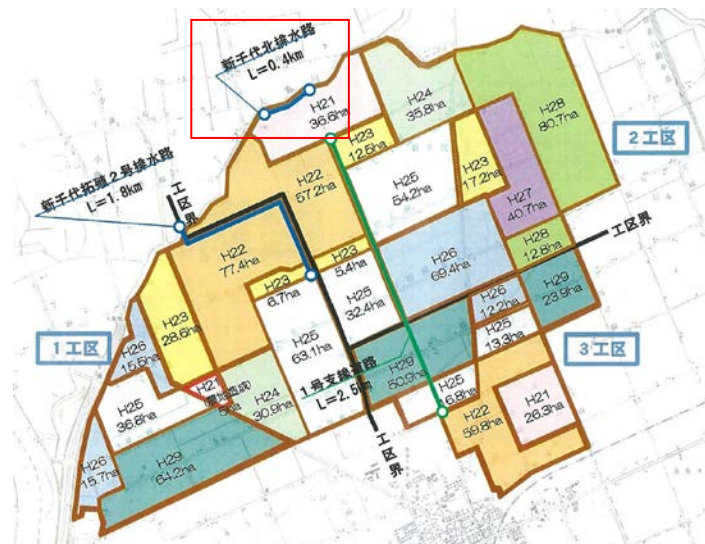 新千代北排水路
L=0.4km
H21
36.6ha
H24
35.8ha
H28
80.7ha
2工区
H23
12.5ha
H23
17.2ha
H25
54.2ha
H27
40.7ha
新千代拓殖2号排水路
L=1.8km
工区界
H22
57.2ha
H22
77.4ha
H23
5.4ha
H26
69.4ha
H28
12.8ha
工区界
H23
6.7ha
H25
32.4ha
H26
12.2ha
H29
23.9ha
H23
28.6ha
H25
63.1ha
1工区
H26
15.5ha
H25
13.3ha
3工区
H29
50.9ha
1号支線道路
L=2.5km
H21
5ha
H24
30.9ha
H25
36.8ha
H25
6.8ha
H21
26.3ha
H22
59.8ha
H26
15.7ha
H29
64.2ha
工区界